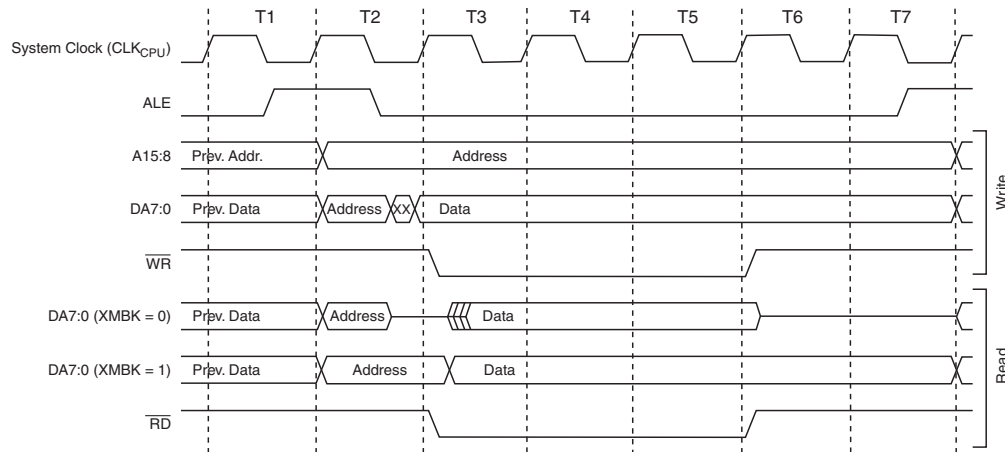 T1 T2 T3 T4 T5 T6 T7
System Clock (CLKCPU)
ALE
A15:8 Prev. Addr. Address
DA7:0 Prev. Data Address XX Data
WR
Write
DA7:0 (XMBK = 0) Prev. Data Address Data
DA7:0 (XMBK = 1) Prev. Data Address Data
RD
Read